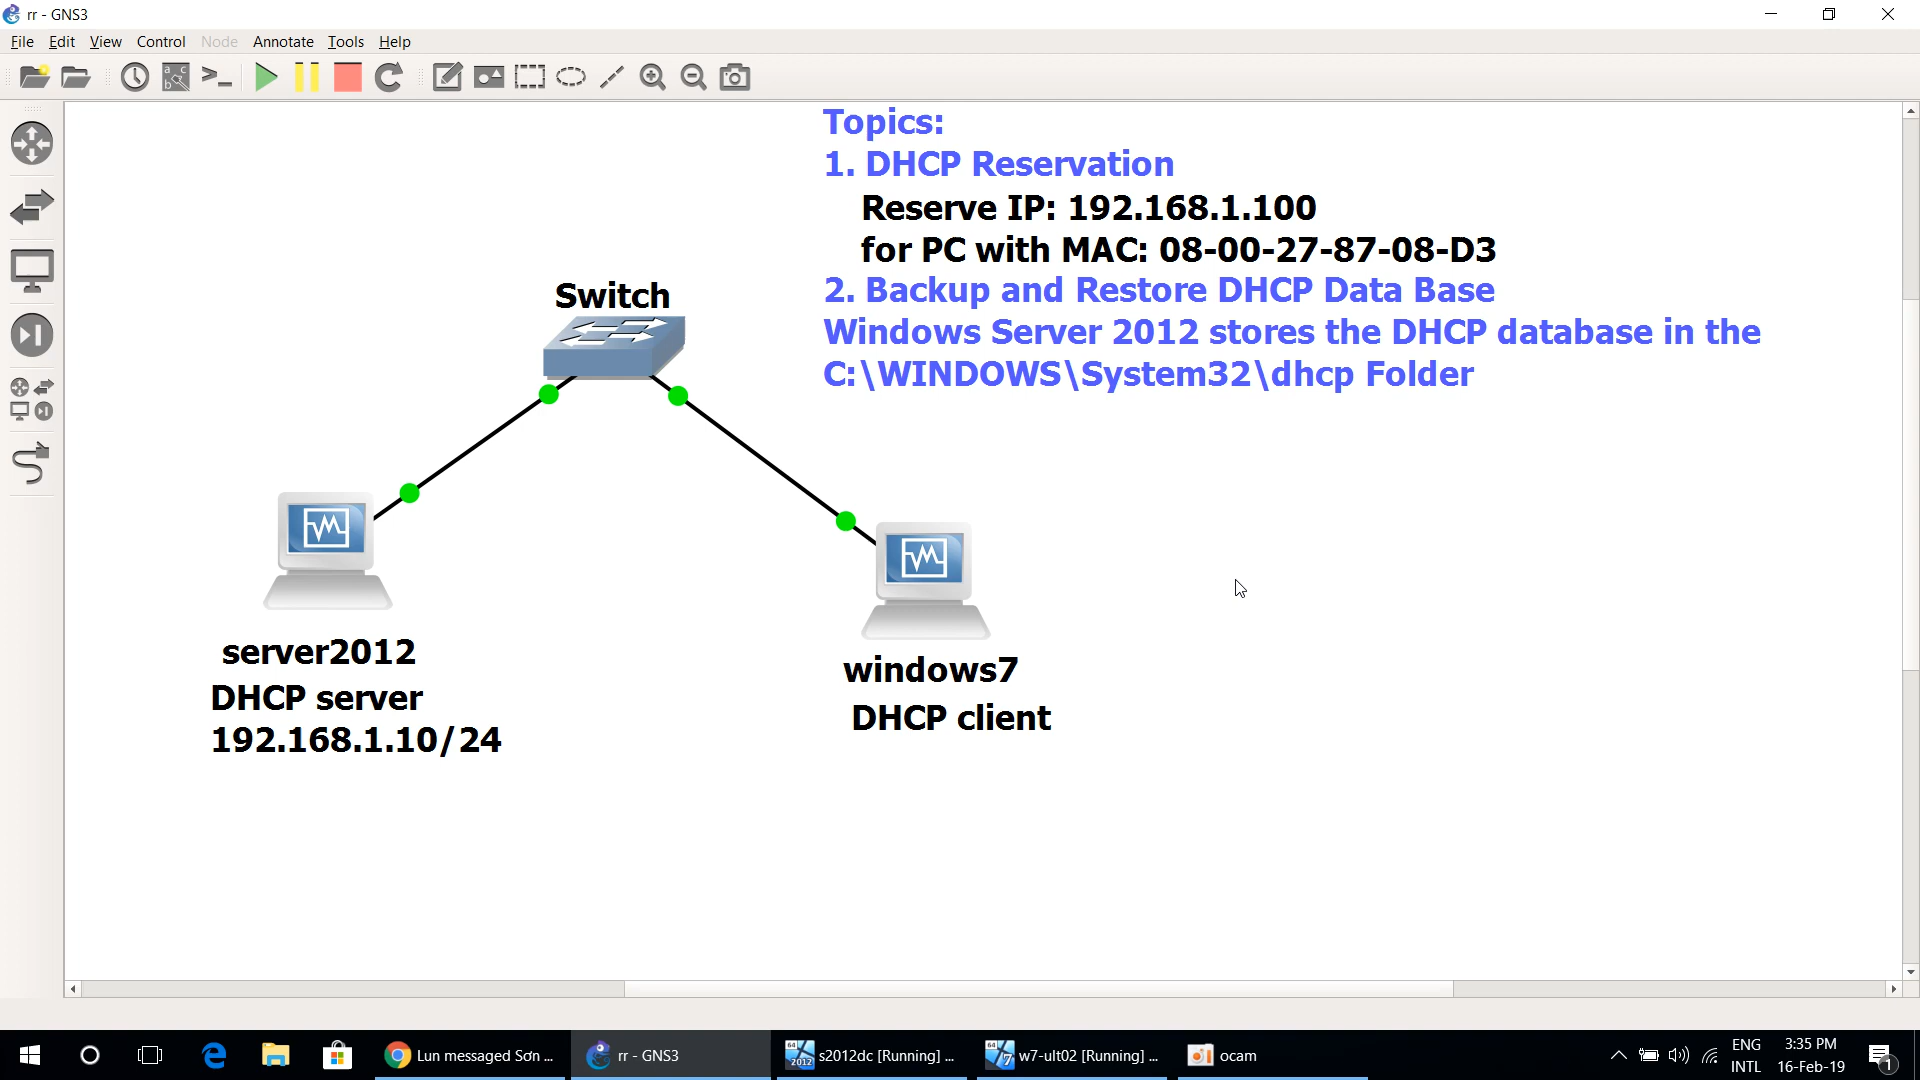 rr - GNS3
File Edit View Control Node Annotate Tools Help
Topics:
1. DHCP Reservation
Reserve IP: 192.168.1.100
for PC with MAC: 08-00-27-87-08-D3
2. Backup and Restore DHCP Data Base
Windows Server 2012 stores the DHCP database in the
C:\WINDOWS\System32\dhcp Folder
Switch
server2012
DHCP server
192.168.1.10/24
windows7
DHCP client
Lun messaged Sơn ...
rr - GNS3
s2012dc [Running] ...
w7-ult02 [Running] ...
ocam
ENG
INTL
3:35 PM
16-Feb-19
1